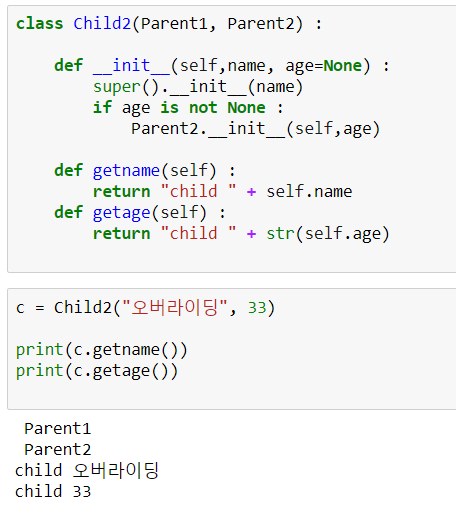 class Child2(Parent1, Parent2) :
def __init__(self,name, age=None) :
super().__init__(name)
if age is not None :
Parent2.__init__(self,age)
def getname(self) :
return "child " + self.name
def getage(self) :
return "child " + str(self.age)
c = Child2("오버라이딩", 33)
print(c.getname())
print(c.getage())
Parent1
Parent2
child 오버라이딩
child 33